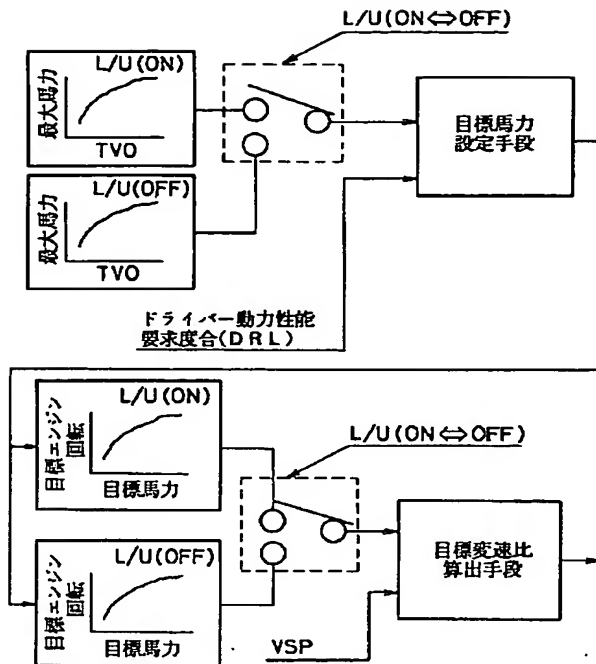 L/U(ON⇔OFF)
L/U(ON)
最大馬力
TVO
L/U(OFF)
最大馬力
TVO
目標馬力
設定手段
ドライバー動力性能
要求度合(DRL)
L/U(ON)
目標エンジン
回転
目標馬力
L/U(ON⇔OFF)
L/U(OFF)
目標エンジン
回転
目標馬力
目標変速比
算出手段
VSP